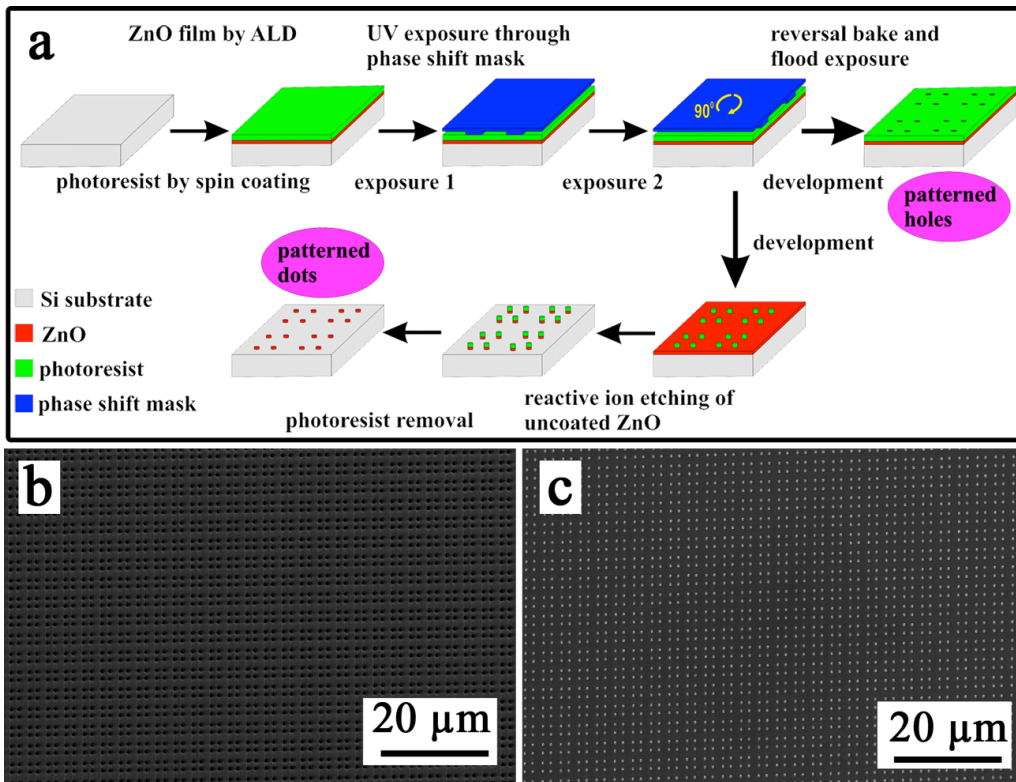 a
ZnO film by ALD
UV exposure through
phase shift mask
reversal bake and
flood exposure
90⁰
photoresist by spin coating
exposure 1
exposure 2
development
patterned
holes
development
patterned
dots
Si substrate
ZnO
photoresist
phase shift mask
photoresist removal
reactive ion etching of
uncoated ZnO
b
20 µm
c
20 µm